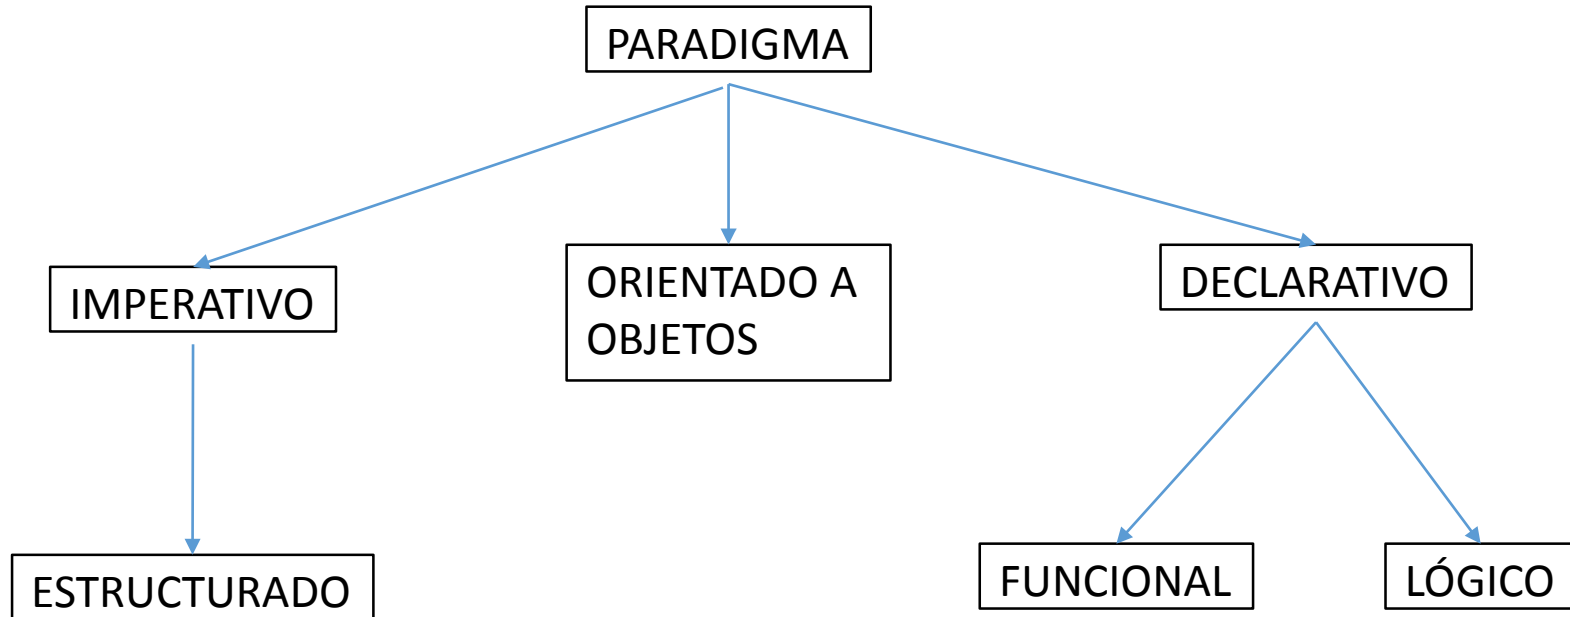 PARADIGMA
IMPERATIVO
ORIENTADO A
OBJETOS
DECLARATIVO
ESTRUCTURADO
FUNCIONAL
LÓGICO